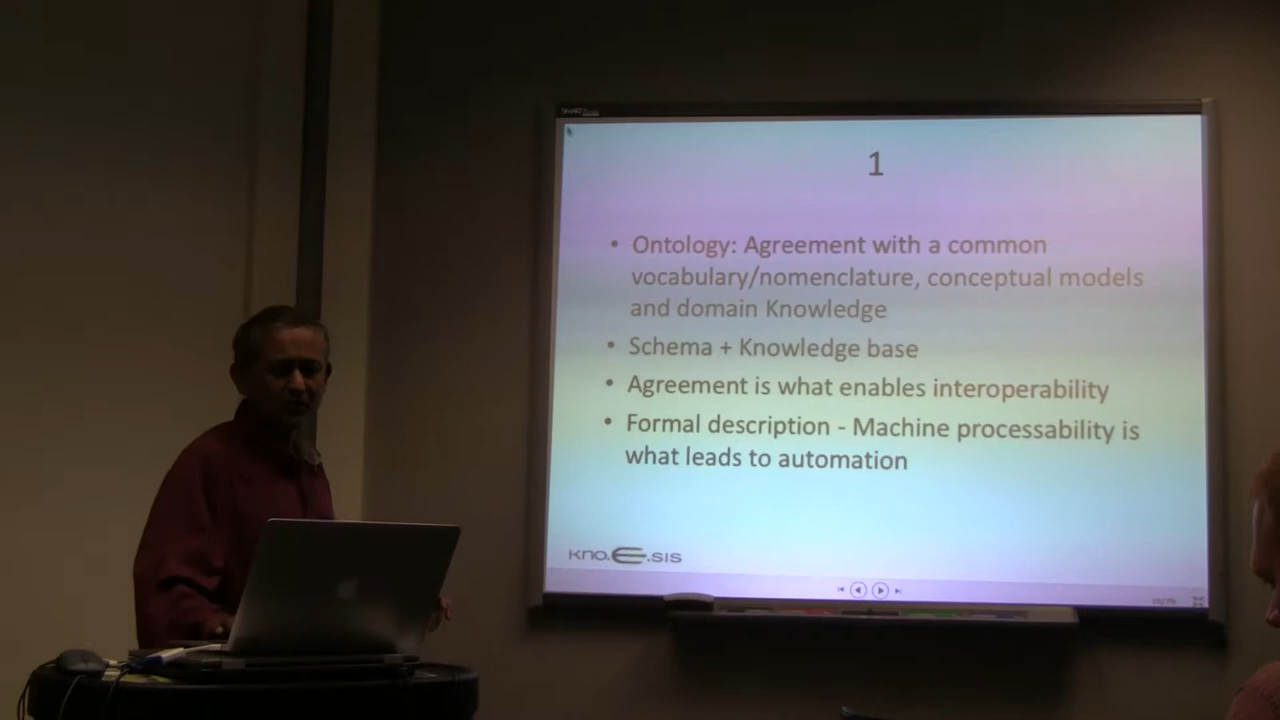 SMART
1
• Ontology: Agreement with a common
vocabulary/nomenclature, conceptual models
and domain Knowledge
• Schema + Knowledge base
• Agreement is what enables interoperability
• Formal description - Machine processability is
what leads to automation
kno.e.sis